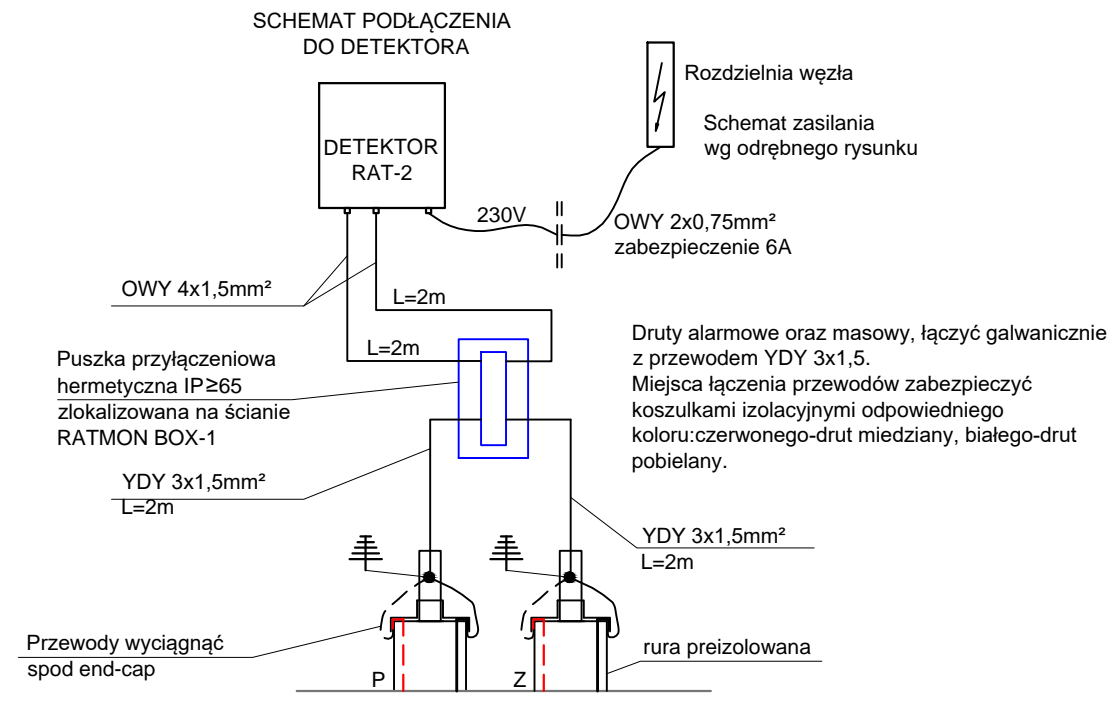 SCHEMAT PODŁĄCZENIA
DO DETEKTORA
Rozdzielnia węzła
Schemat zasilania
wg odrębnego rysunku
DETEKTOR
RAT-2
230V
OWY 2x0,75mm²
zabezpieczenie 6A
OWY 4x1,5mm²
L=2m
L=2m
Puszka przyłączeniowa
hermetyczna IP≥65
zlokalizowana na ścianie
RATMON BOX-1
Druty alarmowe oraz masowy, łączyć galwanicznie
z przewodem YDY 3x1,5.
Miejsca łączenia przewodów zabezpieczyć
koszulkami izolacyjnymi odpowiedniego
koloru:czerwonego-drut miedziany, białego-drut
pobielany.
YDY 3x1,5mm²
L=2m
YDY 3x1,5mm²
L=2m
Przewody wyciągnąć
spod end-cap
P
Z
rura preizolowana